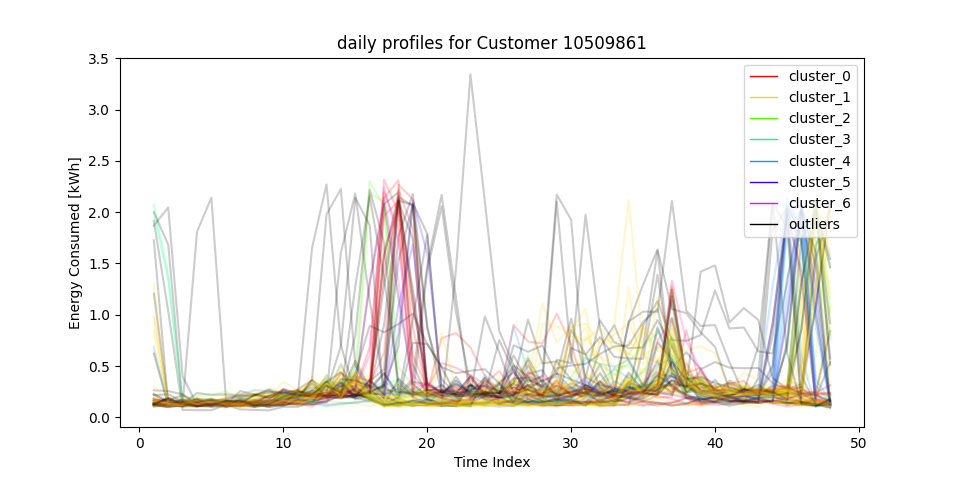 daily profiles for Customer 10509861
3.5
3.0
2.5
2.0
1.5
1.0
0.5
0.0
Energy Consumed [kWh]
cluster_0
cluster_1
cluster_2
cluster_3
cluster_4
cluster_5
cluster_6
outliers
0 10 20 30 40 50
Time Index